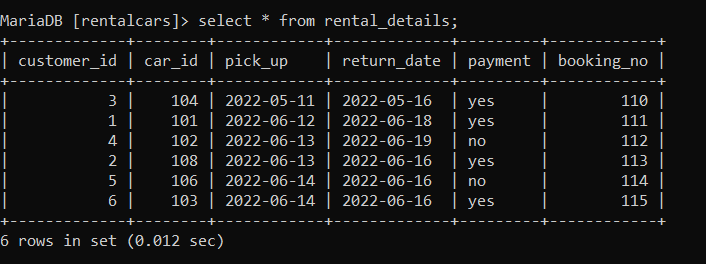 MariaDB [rentalcars]> select * from rental_details;
+-------------+--------+------------+-------------+---------+------------+
| customer_id | car_id | pick_up    | return_date | payment | booking_no |
+-------------+--------+------------+-------------+---------+------------+
|           3 |    104 | 2022-05-11 | 2022-05-16  | yes     |        110 |
|           1 |    101 | 2022-06-12 | 2022-06-18  | yes     |        111 |
|           4 |    102 | 2022-06-13 | 2022-06-19  | no      |        112 |
|           2 |    108 | 2022-06-13 | 2022-06-16  | yes     |        113 |
|           5 |    106 | 2022-06-14 | 2022-06-16  | no      |        114 |
|           6 |    103 | 2022-06-14 | 2022-06-16  | yes     |        115 |
+-------------+--------+------------+-------------+---------+------------+
6 rows in set (0.012 sec)